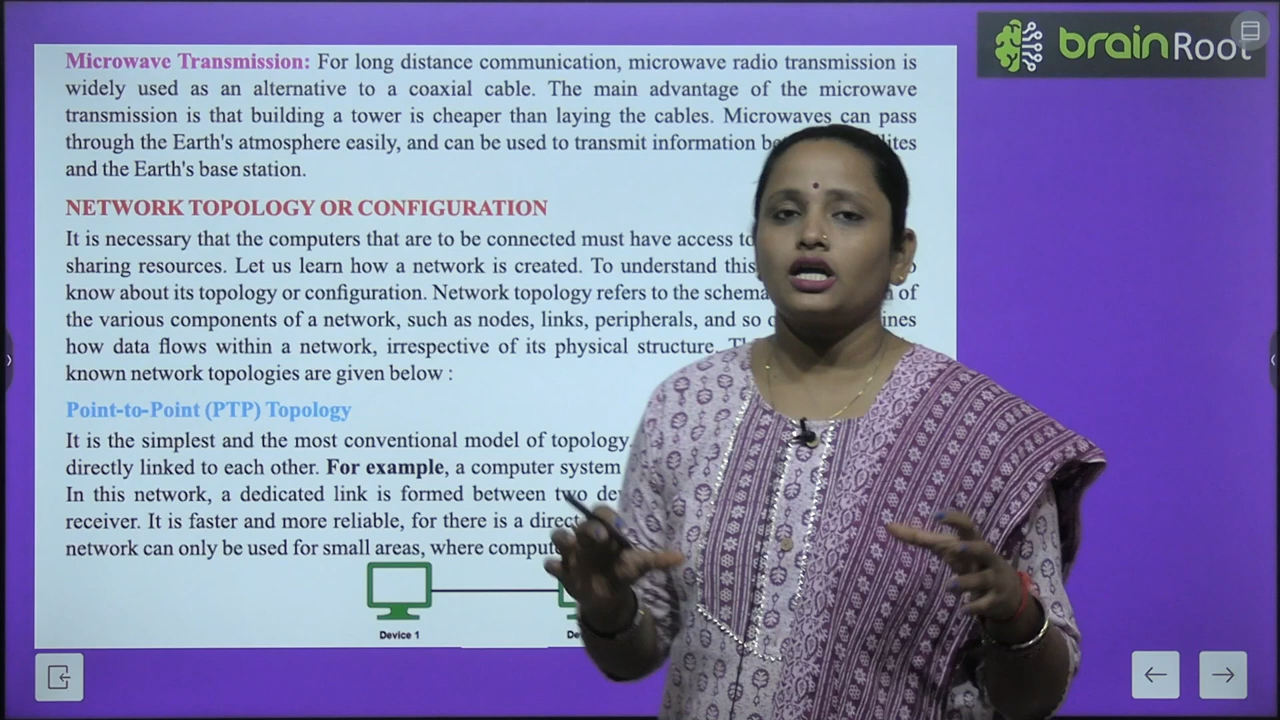 brainRoot
Microwave Transmission: For long distance communication, microwave radio transmission is
widely used as an alternative to a coaxial cable. The main advantage of the microwave
transmission is that building a tower is cheaper than laying the cables. Microwaves can pass
through the Earth's atmosphere easily, and can be used to transmit information
and the Earth's base station.
NETWORK TOPOLOGY OR CONFIGURATION
It is necessary that the computers that are to be connected must have access to
sharing resources. Let us learn how a network is created. To understand this
know about its topology or configuration. Network topology refers to the of
the various components of a network, such as nodes, links, peripherals, and so
how data flows within a network, irrespective of its physical structure.
known network topologies are given below :
Point-to-Point (PTP) Topology
It is the simplest and the most conventional model of topology.
directly linked to each other. For example, a computer system
In this network, a dedicated link is formed between two
receiver. It is faster and more reliable, for there is a direct
network can only be used for small areas, where
Device 1